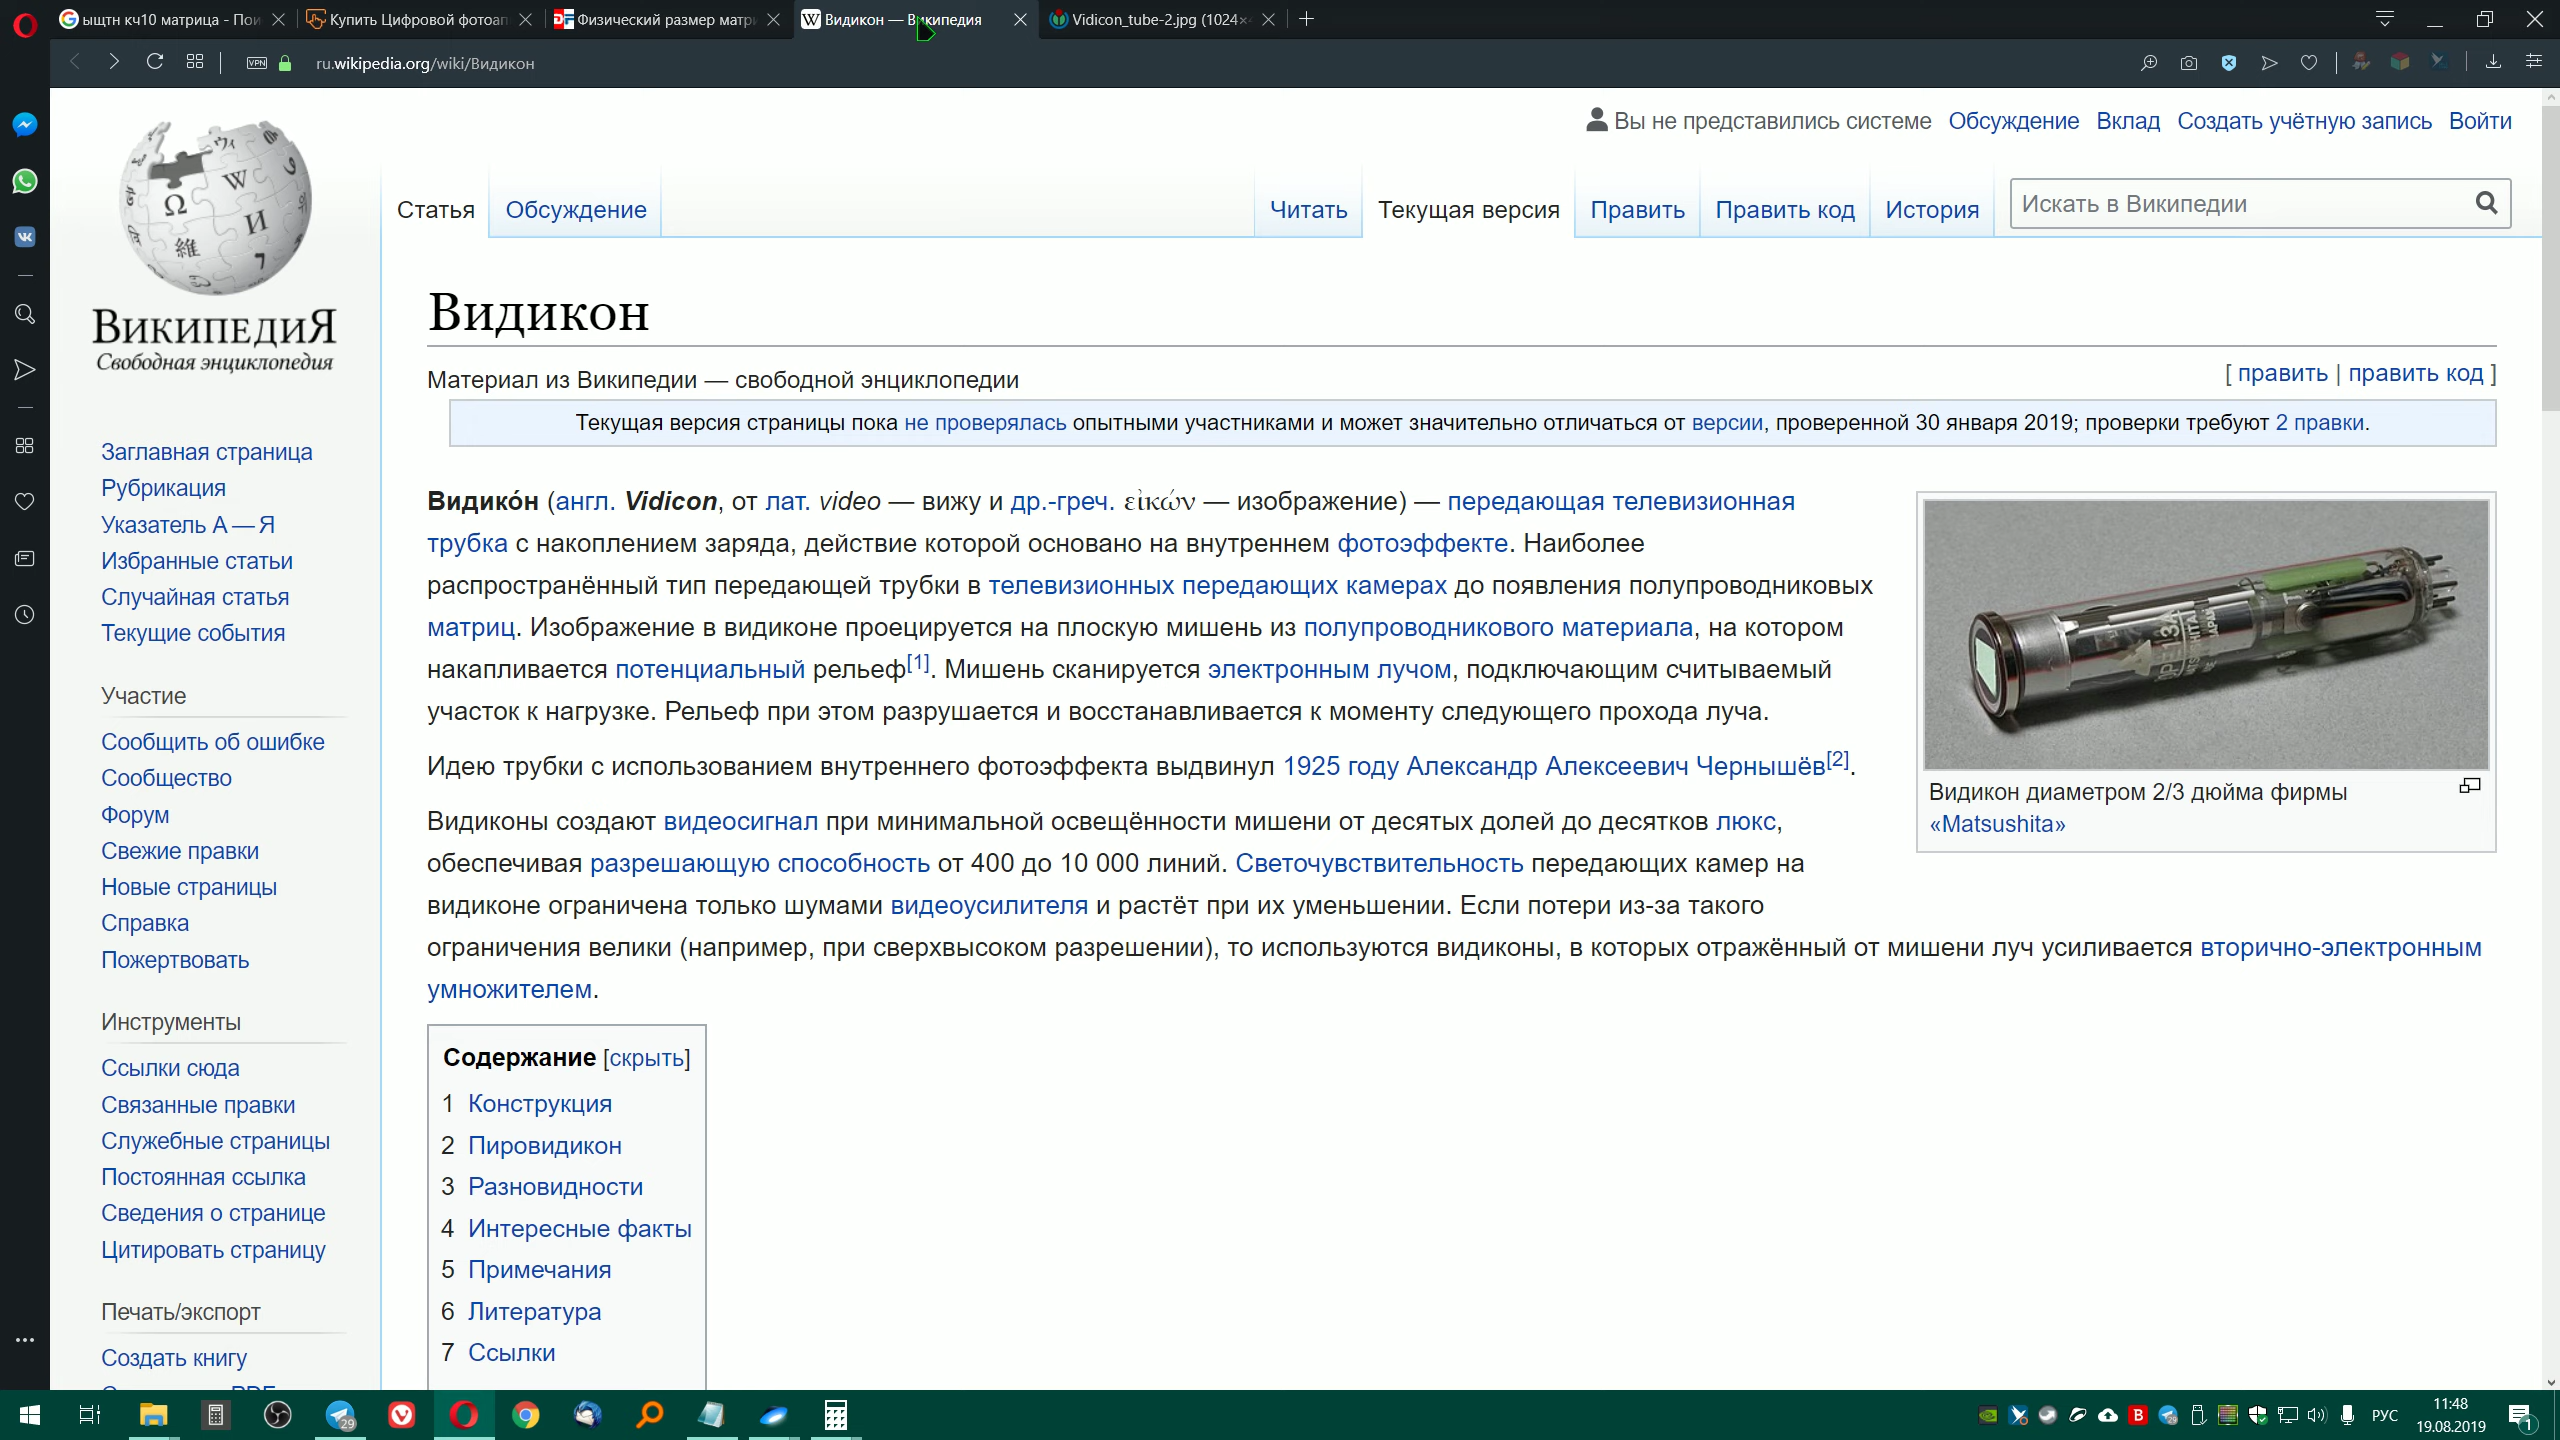 ыщтн кч10 матрица - Пои
Купить Цифровой фотоап
Физический размер матри
Видикон — Википедия
Vidicon_tube-2.jpg (1024×
VPN
ru.wikipedia.org/wiki/Видикон
Вы не представились системе Обсуждение Вклад Создать учётную запись Войти
Статья Обсуждение Читать Текущая версия Править Править код История Искать в Википедии
ВикипедиЯ
Свободная энциклопедия
Заглавная страница
Рубрикация
Указатель А — Я
Избранные статьи
Случайная статья
Текущие события
Участие
Сообщить об ошибке
Сообщество
Форум
Свежие правки
Новые страницы
Справка
Пожертвовать
Инструменты
Ссылки сюда
Связанные правки
Служебные страницы
Постоянная ссылка
Сведения о странице
Цитировать страницу
Печать/экспорт
Создать книгу
Видикон
Материал из Википедии — свободной энциклопедии
[ править | править код ]
Текущая версия страницы пока не проверялась опытными участниками и может значительно отличаться от версии, проверенной 30 января 2019; проверки требуют 2 правки.
Видико́н (англ. Vidicon, от лат. video — вижу и др.-греч. εἰκών — изображение) — передающая телевизионная
трубка с накоплением заряда, действие которой основано на внутреннем фотоэффекте. Наиболее
распространённый тип передающей трубки в телевизионных передающих камерах до появления полупроводниковых
матриц. Изображение в видиконе проецируется на плоскую мишень из полупроводникового материала, на котором
накапливается потенциальный рельеф[1]. Мишень сканируется электронным лучом, подключающим считываемый
участок к нагрузке. Рельеф при этом разрушается и восстанавливается к моменту следующего прохода луча.
Идею трубки с использованием внутреннего фотоэффекта выдвинул 1925 году Александр Алексеевич Чернышёв[2].
Видиконы создают видеосигнал при минимальной освещённости мишени от десятых долей до десятков люкс,
обеспечивая разрешающую способность от 400 до 10 000 линий. Светочувствительность передающих камер на
видиконе ограничена только шумами видеоусилителя и растёт при их уменьшении. Если потери из-за такого
ограничения велики (например, при сверхвысоком разрешении), то используются видиконы, в которых отражённый от мишени луч усиливается вторично-электронным
умножителем.
Видикон диаметром 2/3 дюйма фирмы
«Matsushita»
Содержание [скрыть]
1 Конструкция
2 Пировидикон
3 Разновидности
4 Интересные факты
5 Примечания
6 Литература
7 Ссылки
29
РУС
11:48
19.08.2019
1